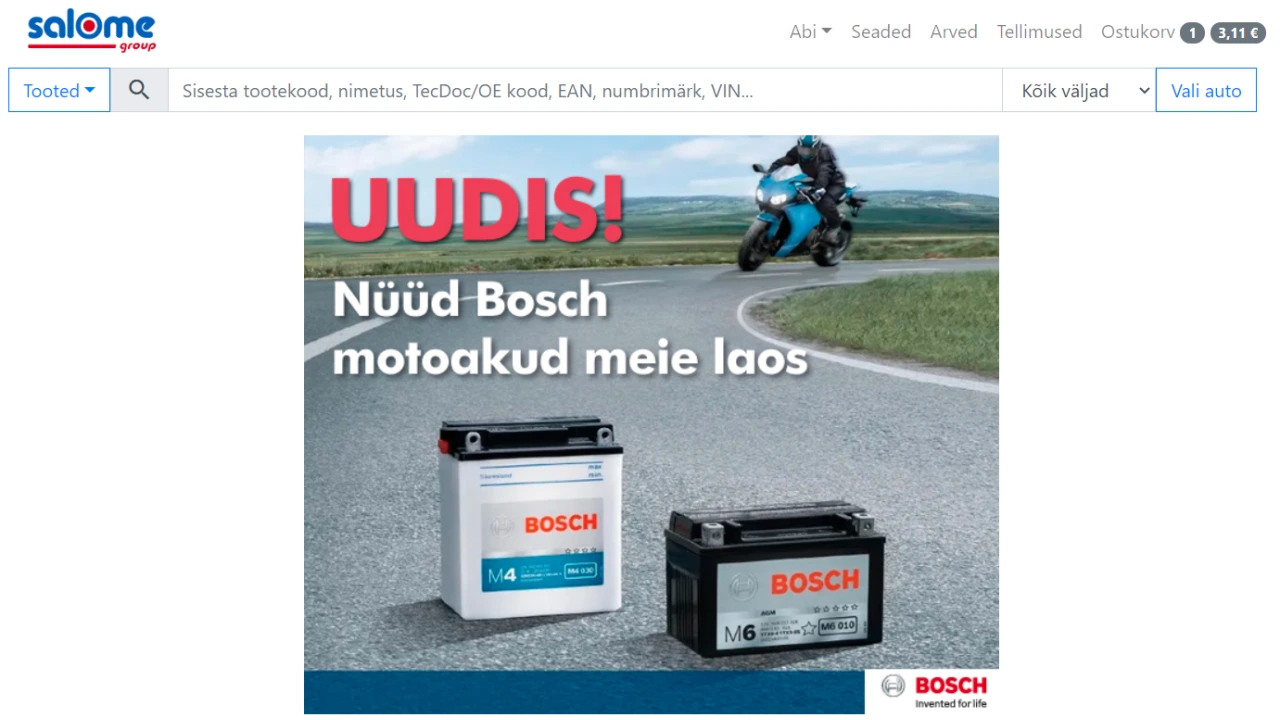 salome
group
Abi
Seaded
Arved
Tellimused
Ostukorv 1 3,11 €
Tooted
Sisesta tootekood, nimetus, TecDoc/OE kood, EAN, numbrimärk, VIN...
Kõik väljad
Vali auto
UUDIS!
Nüüd Bosch
motoakud meie laos
BOSCH
M4
M4 030
BOSCH
AGM
M6
M6 010
BOSCH
Invented for life